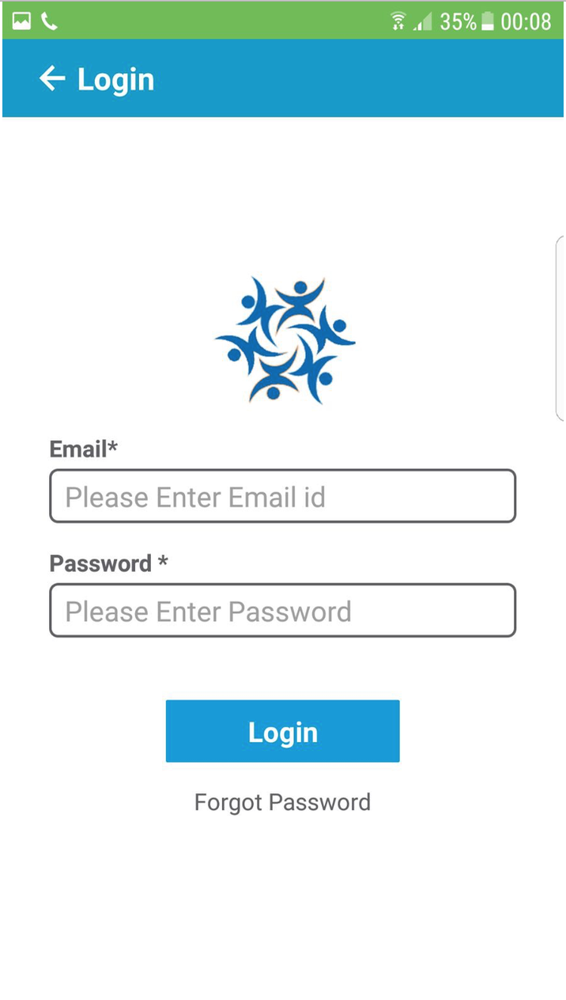 35% 00:08
Login
Email*
Please Enter Email id
Password *
Please Enter Password
Login
Forgot Password